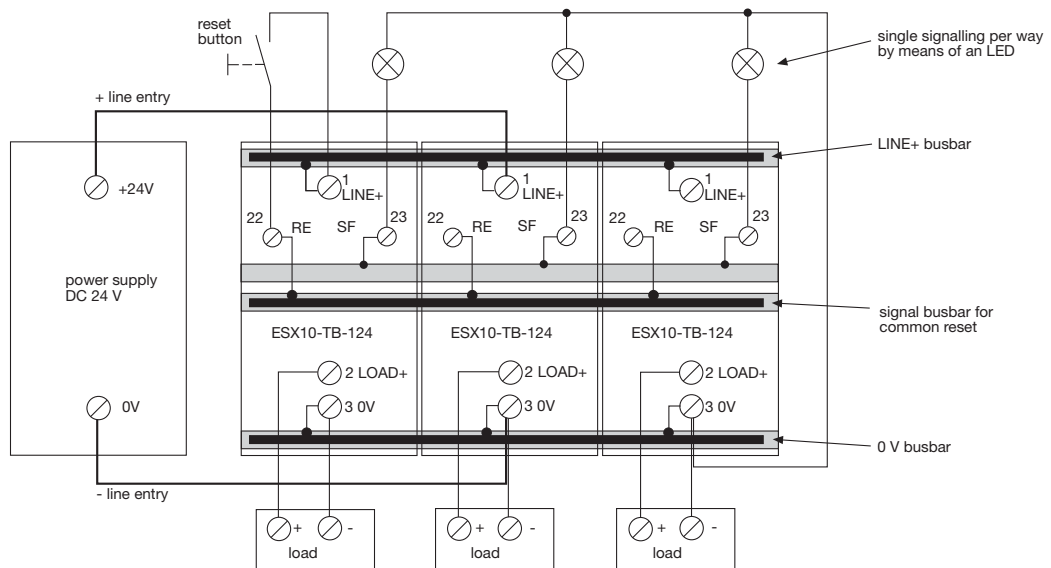 reset
button
single signalling per way
by means of an LED
+ line entry
LINE+ busbar
+24V
1
LINE+
1
LINE+
1
LINE+
22
RE
SF
23
22
RE
SF
23
22
RE
SF
23
power supply
DC 24 V
signal busbar for
common reset
ESX10-TB-124
ESX10-TB-124
ESX10-TB-124
2 LOAD+
2 LOAD+
2 LOAD+
0V
3 0V
3 0V
3 0V
0 V busbar
- line entry
+
-
load
+
-
load
+
-
load